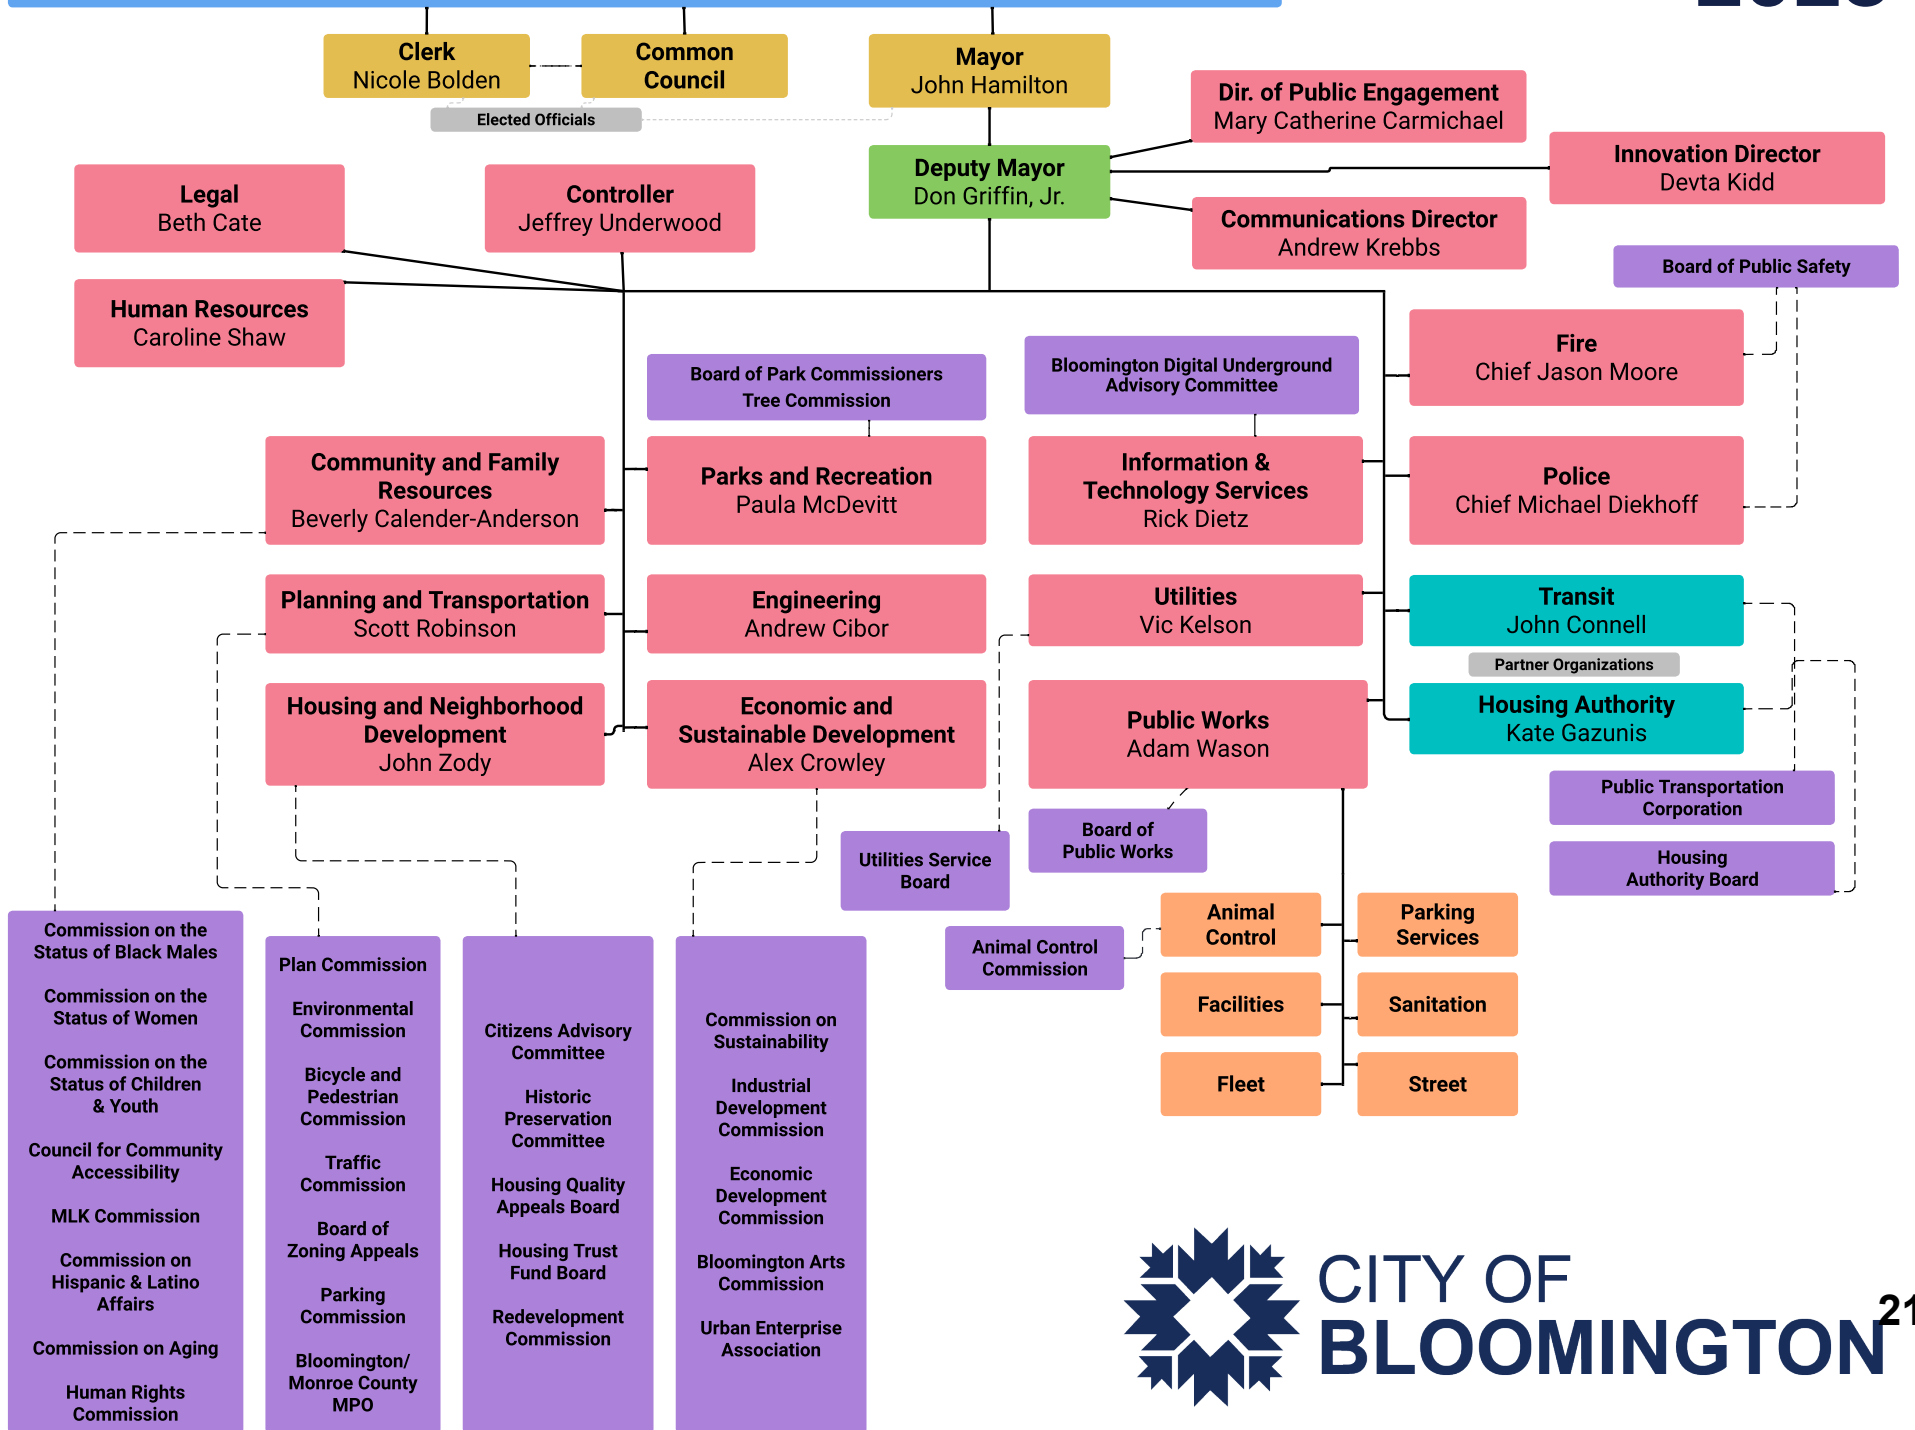 Clerk
Nicole Bolden
Common
Council
Mayor
John Hamilton
Elected Officials
Dir. of Public Engagement
Mary Catherine Carmichael
Deputy Mayor
Don Griffin, Jr.
Innovation Director
Devta Kidd
Communications Director
Andrew Krebbs
Legal
Beth Cate
Controller
Jeffrey Underwood
Human Resources
Caroline Shaw
Board of Public Safety
Fire
Chief Jason Moore
Board of Park Commissioners
Tree Commission
Bloomington Digital Underground
Advisory Committee
Community and Family
Resources
Beverly Calender-Anderson
Parks and Recreation
Paula McDevitt
Information &
Technology Services
Rick Dietz
Police
Chief Michael Diekhoff
Planning and Transportation
Scott Robinson
Engineering
Andrew Cibor
Utilities
Vic Kelson
Transit
John Connell
Partner Organizations
Housing and Neighborhood
Development
John Zody
Economic and
Sustainable Development
Alex Crowley
Public Works
Adam Wason
Housing Authority
Kate Gazunis
Public Transportation
Corporation
Housing
Authority Board
Utilities Service
Board
Board of
Public Works
Animal Control
Commission
Animal
Control
Parking
Services
Facilities
Sanitation
Fleet
Street
Commission on the
Status of Black Males
Commission on the
Status of Women
Commission on the
Status of Children
& Youth
Council for Community
Accessibility
MLK Commission
Commission on
Hispanic & Latino
Affairs
Commission on Aging
Human Rights
Commission
Plan Commission
Environmental
Commission
Bicycle and
Pedestrian
Commission
Traffic
Commission
Board of
Zoning Appeals
Parking
Commission
Bloomington/
Monroe County
MPO
Citizens Advisory
Committee
Historic
Preservation
Committee
Housing Quality
Appeals Board
Housing Trust
Fund Board
Redevelopment
Commission
Commission on
Sustainability
Industrial
Development
Commission
Economic
Development
Commission
Bloomington Arts
Commission
Urban Enterprise
Association
CITY OF
BLOOMINGTON
21